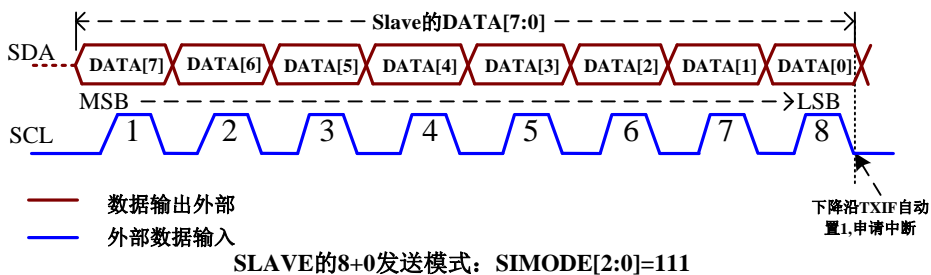 Slave的DATA[7:0]
SDA
DATA[7] DATA[6] DATA[5] DATA[4] DATA[3] DATA[2] DATA[1] DATA[0]
MSB LSB
SCL
1 2 3 4 5 6 7 8
数据输出外部
外部数据输入
下降沿TXIF自动
置1,申请中断
SLAVE的8+0发送模式：SIMODE[2:0]=111